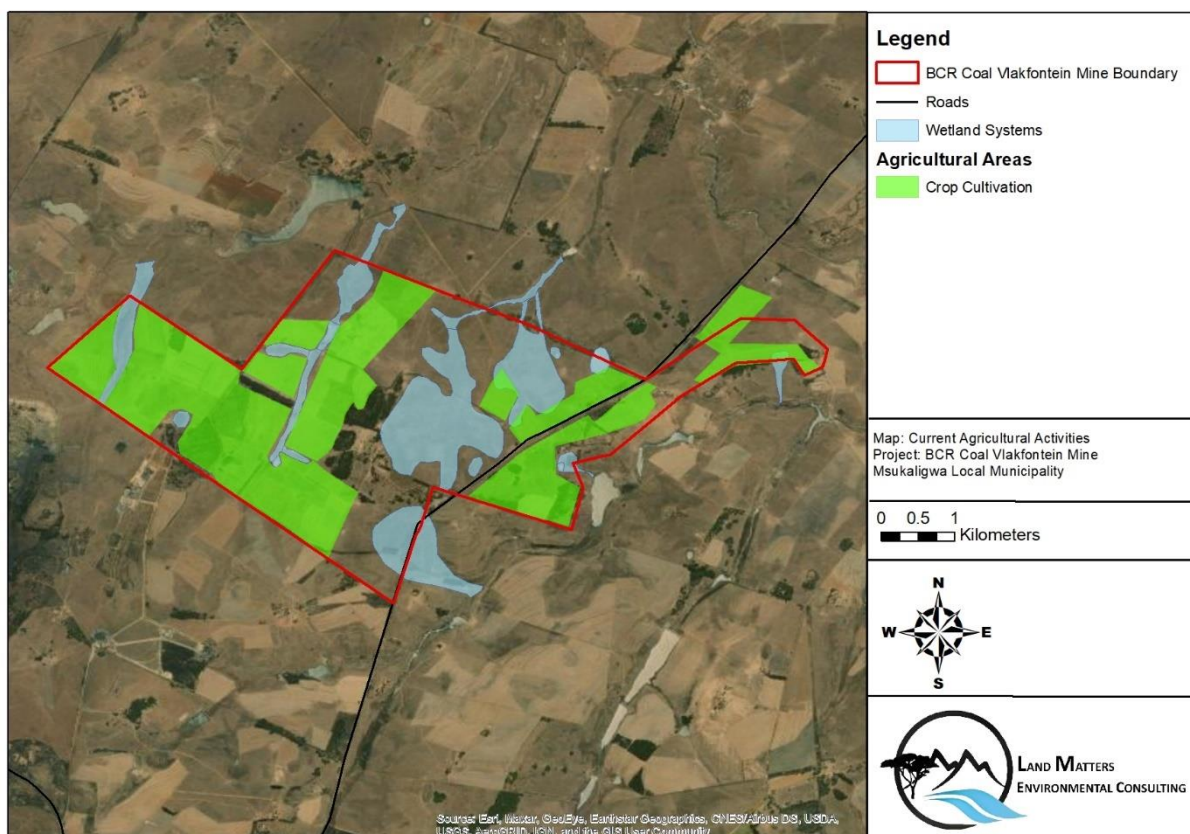 Legend
BCR Coal Vlakfontein Mine Boundary
Roads
Wetland Systems
Agricultural Areas
Crop Cultivation
Map: Current Agricultural Activities
Project: BCR Coal Vlakfontein Mine
Msukaligwa Local Municipality
0 0.5 1
Kilometers
N
W E
S
LAND MATTERS
ENVIRONMENTAL CONSULTING
Source: Esri, Maxar, GeoEye, Earthstar Geographics, CNES/Airbus DS, USDA,
USGS, AeroGRID, IGN, and the GIS User Community